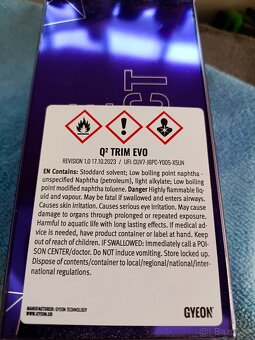 CT
Q² TRIM EVO
REVISION 1,0 17.10.2023 / UFI: CUV7-J6PC-Y00S-X5UN
EN Contains: Stoddard solvent; Low boiling point naphtha -
unspecified Naphtha (petroleum), light alkylate; Low boiling
point modified naphtha toluene. Danger Highly flammable liq-
uid and vapour. May be fatal if swallowed and enters airways.
Causes skin irritation. Causes serious eye irritation. May cause
damage to organs through prolonged or repeated exposure.
Harmful to aquatic life with long lasting effects. If medical ad-
vice is needed, have product container or label at hand. Keep
out of reach of children. IF SWALLOWED: Immediately call a POI-
SON CENTER/doctor. Do NOT induce vomiting. Store locked up.
Dispose of contents/container to local/regional/national/inter-
national regulations.
MANUFACTURER: GYEON TECHNOLOGY
WWW.GYEON.CO
GYEON